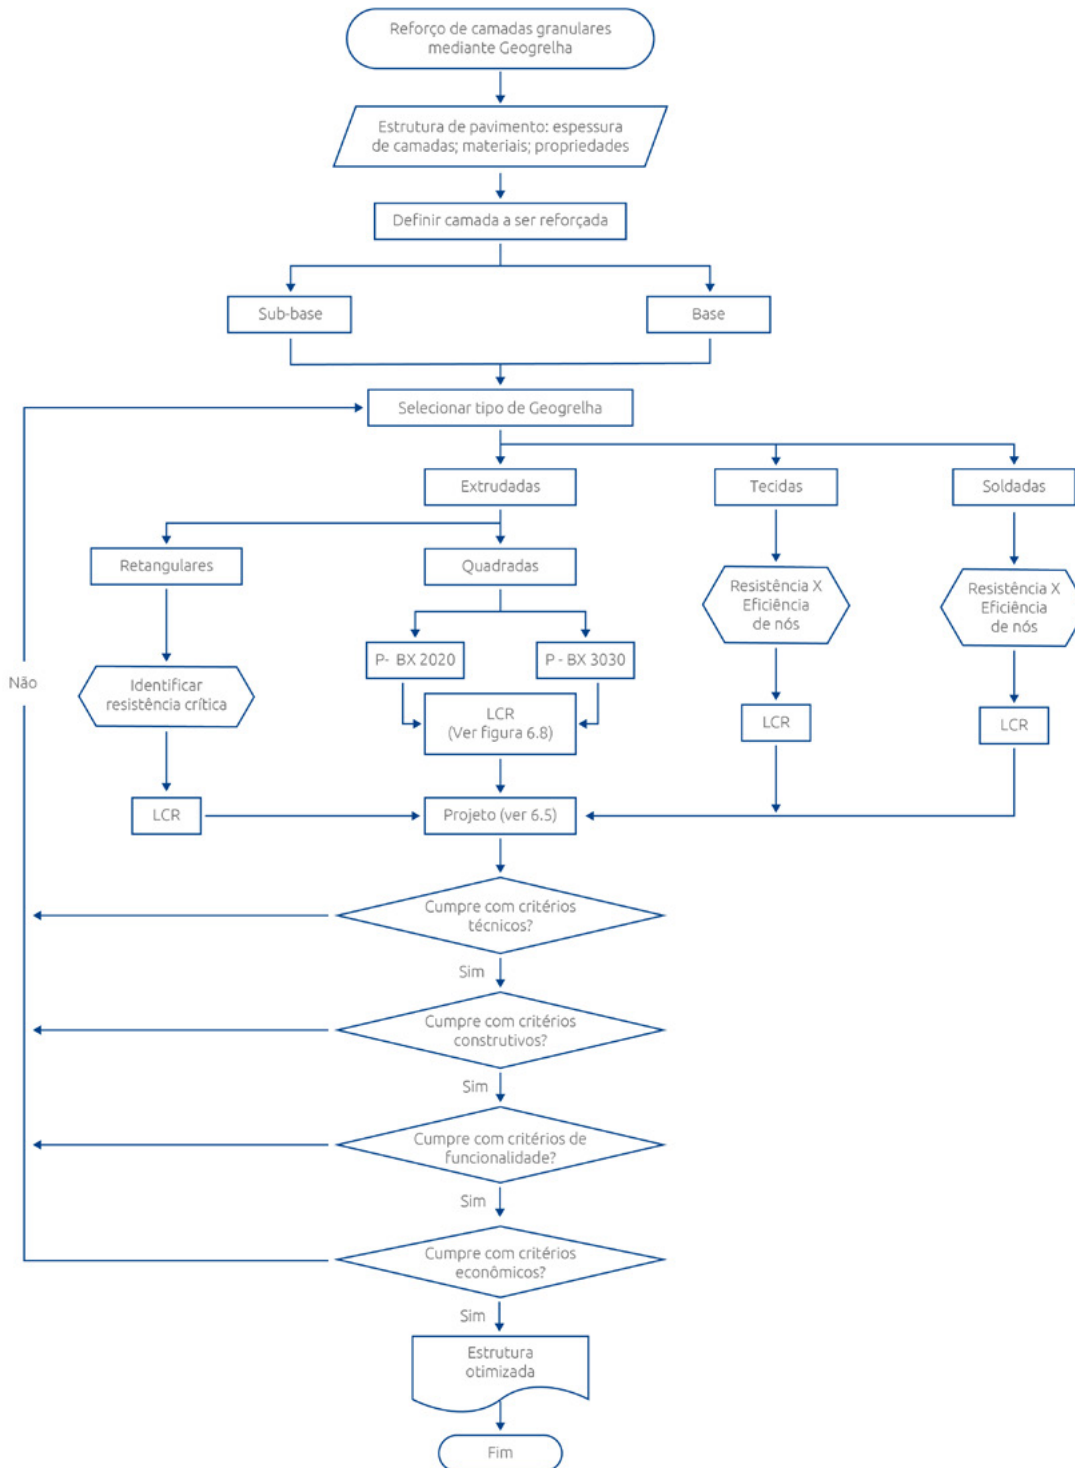 Reforço de camadas granulares
mediante Geogrelha
Estrutura de pavimento: espessura
de camadas; materiais; propriedades
Definir camada a ser reforçada
Sub-base
Base
Selecionar tipo de Geogrelha
Extrudadas
Tecidas
Soldadas
Retangulares
Quadradas
Resistência X
Eficiência
de nós
Resistência X
Eficiência
de nós
P- BX 2020
P - BX 3030
Não
Identificar
resistência crítica
LCR
(Ver figura 6.8)
LCR
LCR
LCR
Projeto (ver 6.5)
Cumpre com critérios
técnicos?
Sim
Cumpre com critérios
construtivos?
Sim
Cumpre com critérios de
funcionalidade?
Sim
Cumpre com critérios
econômicos?
Sim
Estrutura
otimizada
Fim